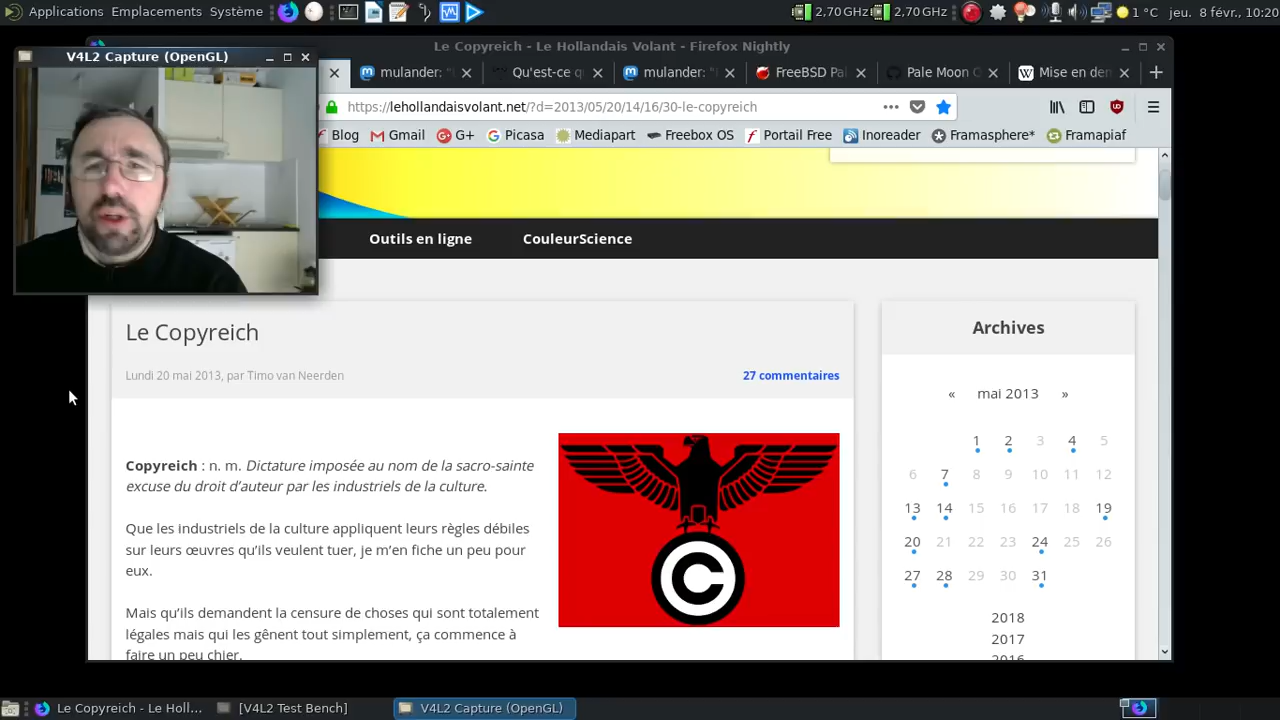 Applications Emplacements Système
2,70 GHz 2,70 GHz 1 °C jeu. 8 févr., 10:20
Le Copyreich - Le Hollandais Volant - Firefox Nightly
V4L2 Capture (OpenGL)
mulander: "L
Qu'est-ce q
mulander: "I
FreeBSD Pal
Pale Moon C
Mise en den
https://lehollandaisvolant.net/?d=2013/05/20/14/16/30-le-copyreich
Blog Gmail G+ Picasa Mediapart Freebox OS Portail Free Inoreader Framasphere* Framapiaf
Outils en ligne CouleurScience
Le Copyreich
Lundi 20 mai 2013, par Timo van Neerden
27 commentaires
Copyreich : n. m. Dictature imposée au nom de la sacro-sainte
excuse du droit d'auteur par les industriels de la culture.
Que les industriels de la culture appliquent leurs règles débiles
sur leurs œuvres qu'ils veulent tuer, je m'en fiche un peu pour
eux.
Mais qu'ils demandent la censure de choses qui sont totalement
légales mais qui les gênent tout simplement, ça commence à
faire un peu chier.
C
Archives
« mai 2013 »
1 2 3 4 5
6 7 8 9 10 11 12
13 14 15 16 17 18 19
20 21 22 23 24 25 26
27 28 29 30 31
2018
2017
2016
Le Copyreich - Le Holl...
[V4L2 Test Bench]
V4L2 Capture (OpenGL)